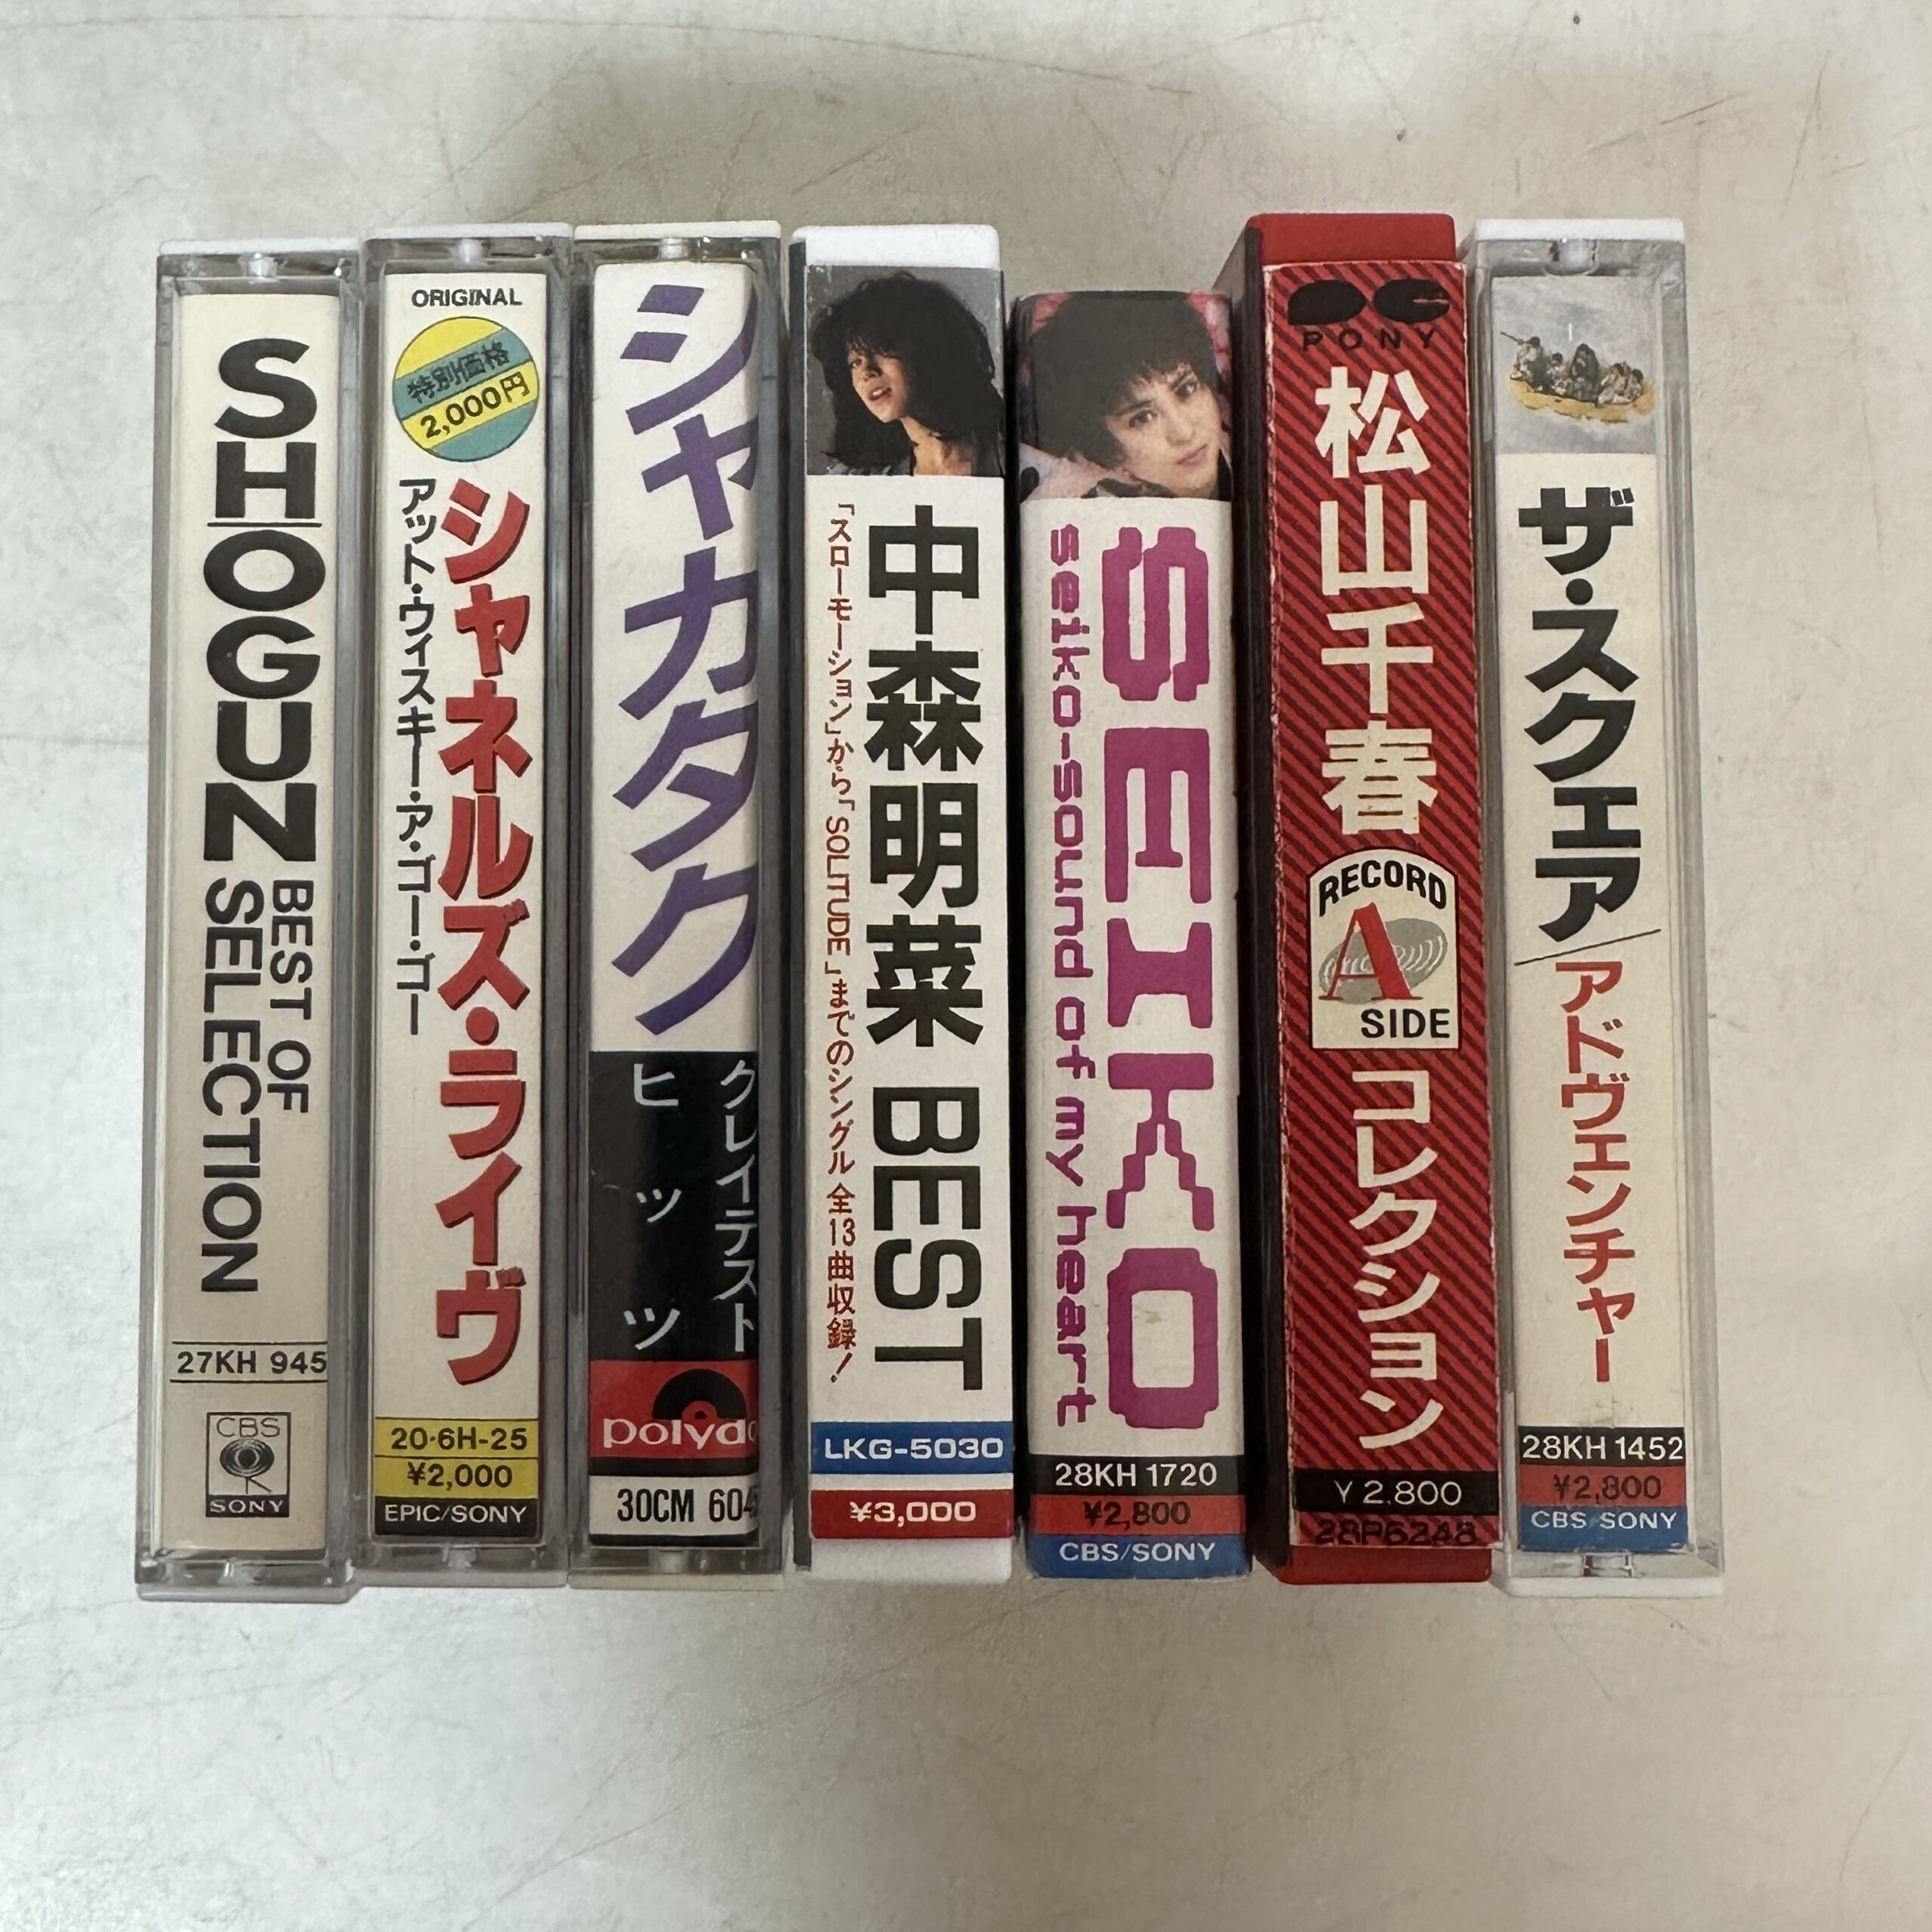 SHOGUN
BEST OF
SELECTION
27KH 945
CBS
SONY
ORIGINAL
特別価格
2,000円
シャネルズ・ライヴ
アット・ウィスキー・ア・ゴー・ゴー
20・6H-25
¥2,000
EPIC/SONY
シャカタク
グレイテスト
ヒッツ
polydo
30CM 604
中森明菜 BEST
「スローモーション」から「SOLITUDE」までのシングル 全13曲収録!
LKG-5030
¥3,000
SEIKO
seiko-sound of my heart
28KH 1720
¥2,800
CBS/SONY
PC
PONY
松山千春
RECORD
A
SIDE
コレクション
¥2,800
28P6248
ザ・スクェア/アドヴェンチャー
28KH 1452
¥2,800
CBS/SONY